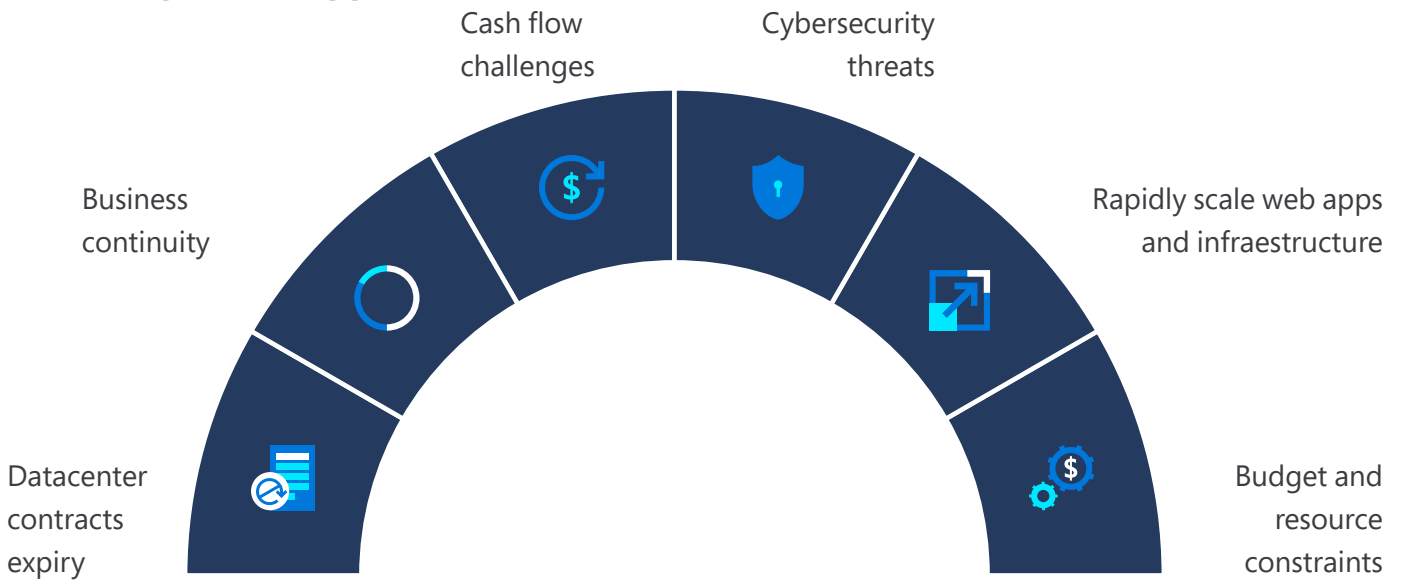 Cash flow
challenges
Cybersecurity
threats
Business
continuity
Rapidly scale web apps
and infraestructure
Datacenter
contracts
expiry
Budget and
resource
constraints
$
$